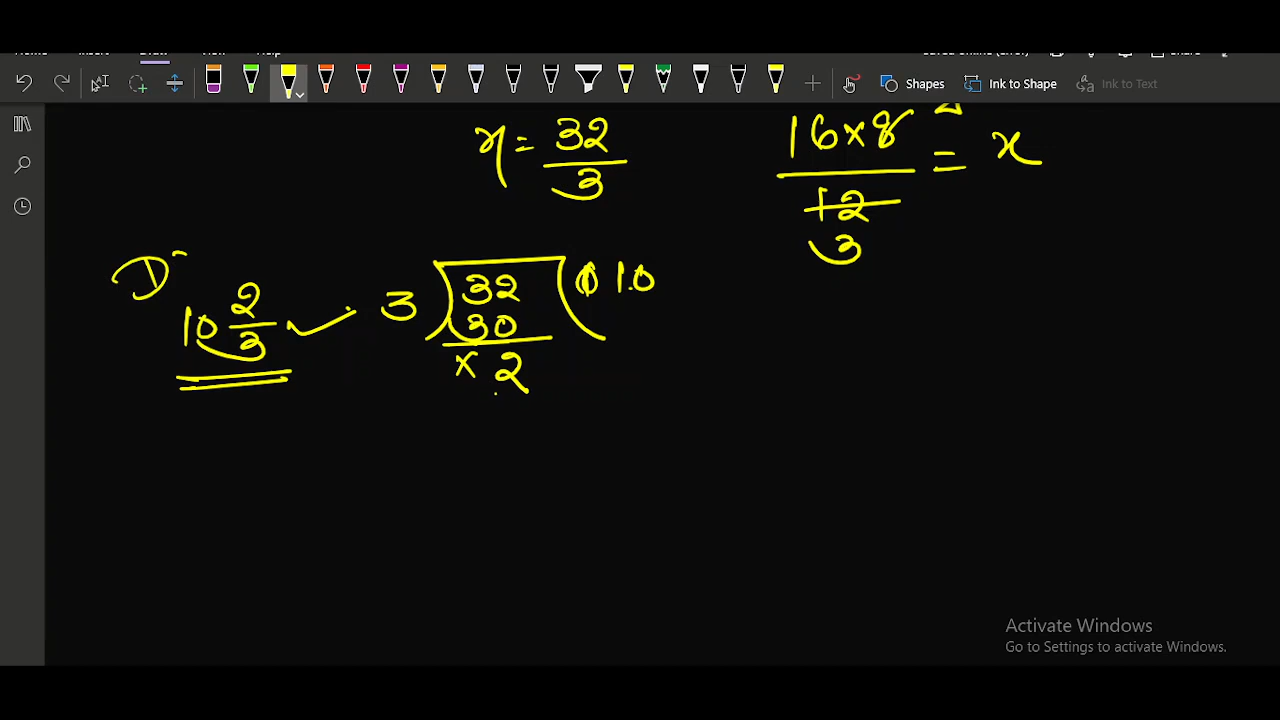 Shapes Ink to Shape Ink to Text
x = 32/3
16×8/12 = x
3
D
10 2/3
3 32 10
30
× 2
Activate Windows
Go to Settings to activate Windows.